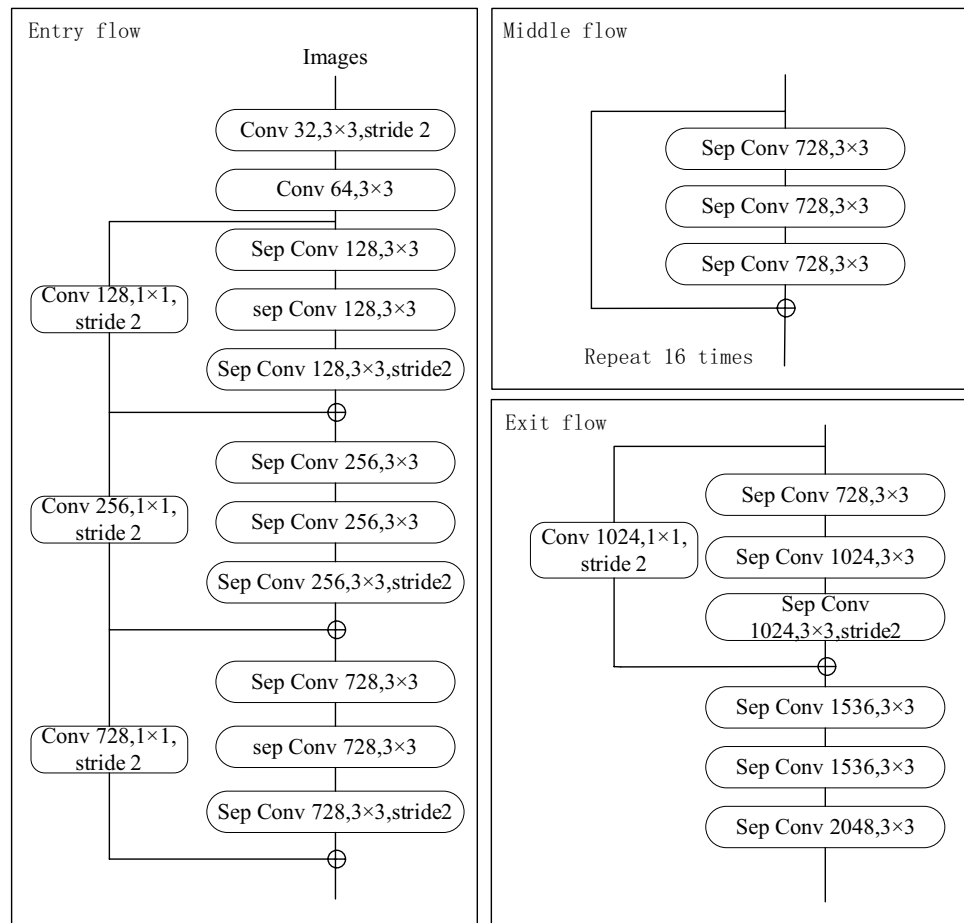 Entry flow
Images
Conv 32,3×3,stride 2
Conv 64,3×3
Sep Conv 128,3×3
sep Conv 128,3×3
Conv 128,1×1,
stride 2
Sep Conv 128,3×3,stride2
Sep Conv 256,3×3
Sep Conv 256,3×3
Conv 256,1×1,
stride 2
Sep Conv 256,3×3,stride2
Sep Conv 728,3×3
sep Conv 728,3×3
Conv 728,1×1,
stride 2
Sep Conv 728,3×3,stride2
Middle flow
Sep Conv 728,3×3
Sep Conv 728,3×3
Sep Conv 728,3×3
Repeat 16 times
Exit flow
Sep Conv 728,3×3
Conv 1024,1×1,
stride 2
Sep Conv 1024,3×3
Sep Conv
1024,3×3,stride2
Sep Conv 1536,3×3
Sep Conv 1536,3×3
Sep Conv 2048,3×3